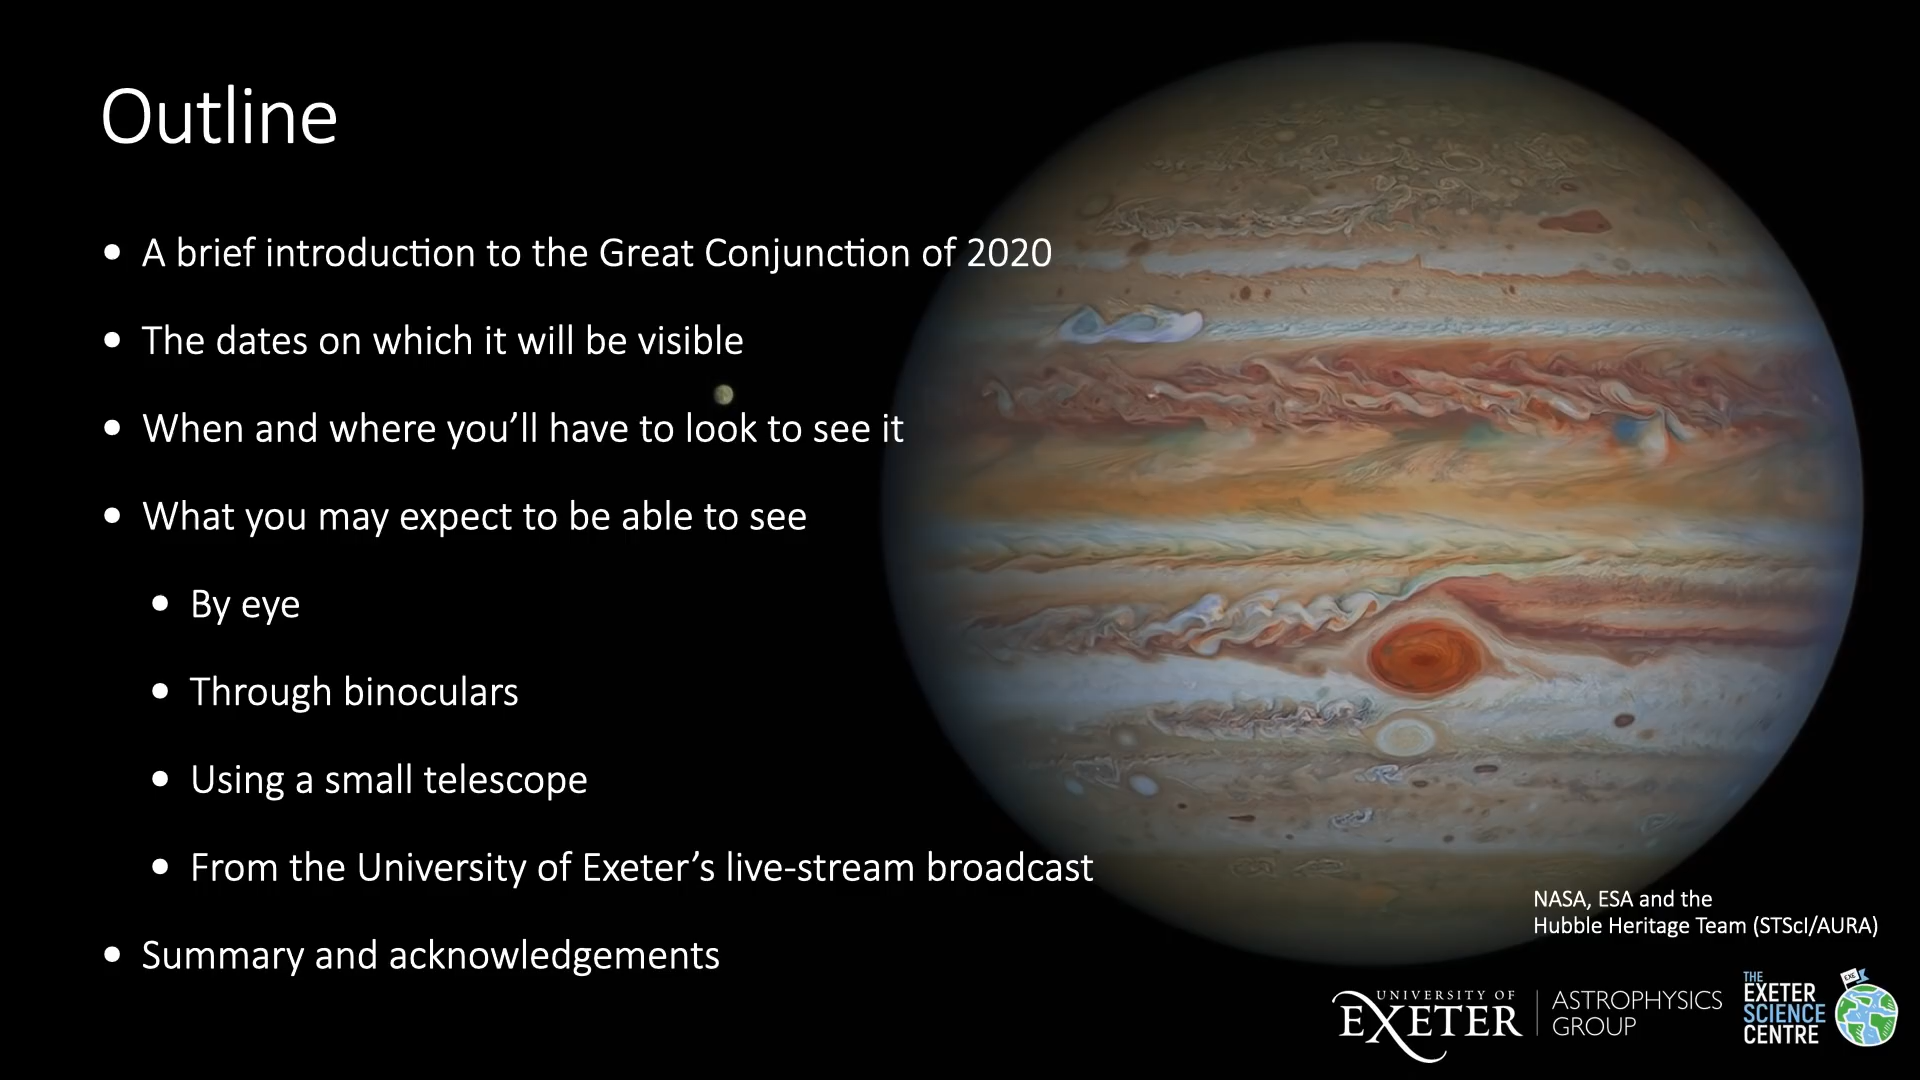 Outline
• A brief introduction to the Great Conjunction of 2020
• The dates on which it will be visible
• When and where you’ll have to look to see it
• What you may expect to be able to see
• By eye
• Through binoculars
• Using a small telescope
• From the University of Exeter’s live-stream broadcast
• Summary and acknowledgements
NASA, ESA and the
Hubble Heritage Team (STScI/AURA)
UNIVERSITY OF
EXETER
ASTROPHYSICS
GROUP
THE
EXETER
SCIENCE
CENTRE
EXE